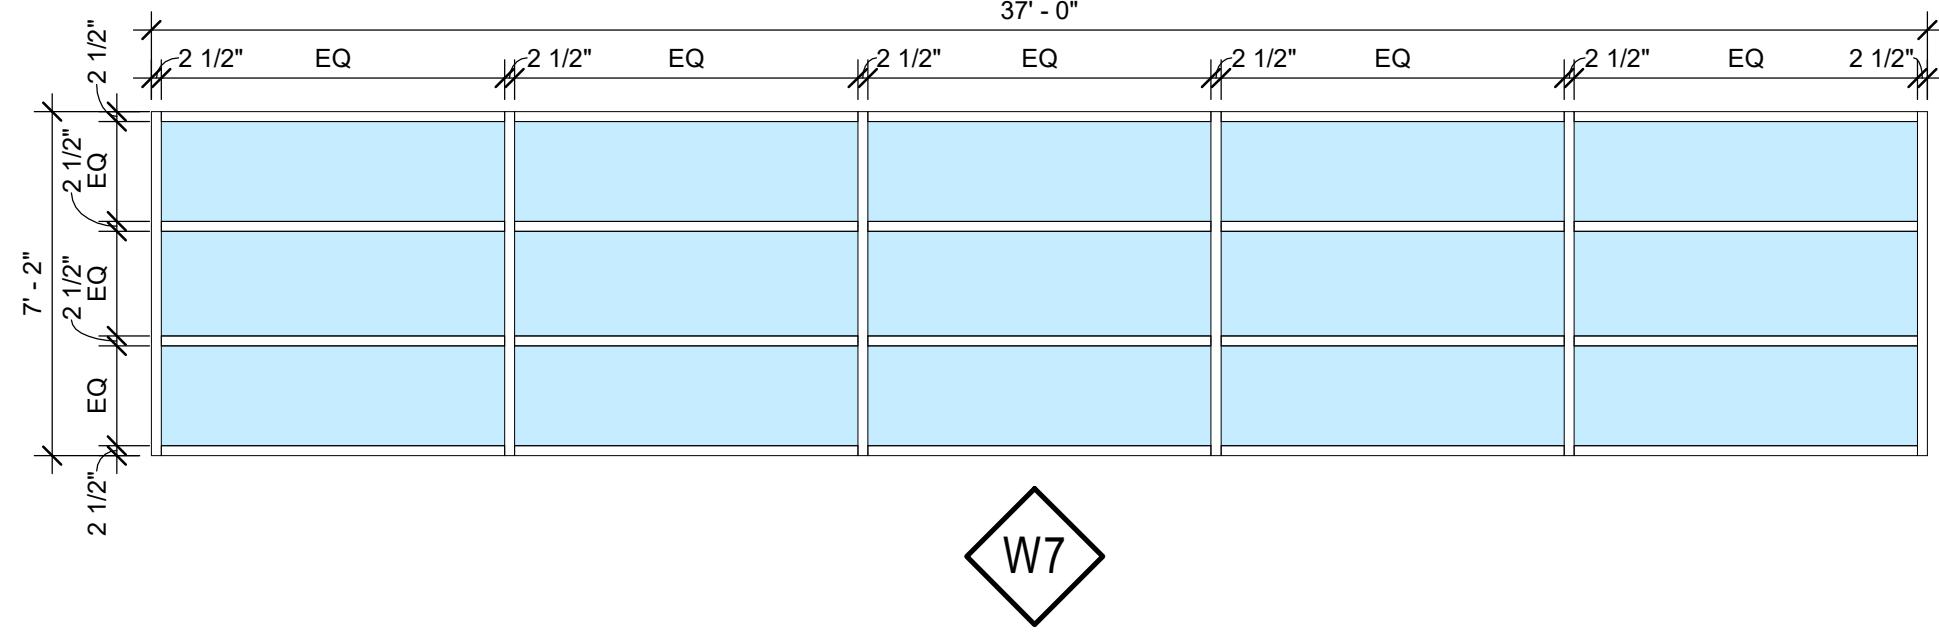 37' - 0"
2 1/2" EQ 2 1/2" EQ 2 1/2" EQ 2 1/2" EQ 2 1/2" EQ 2 1/2"
2 1/2"
EQ
2 1/2"
EQ
2 1/2"
EQ
2 1/2"
7' - 2"
W7